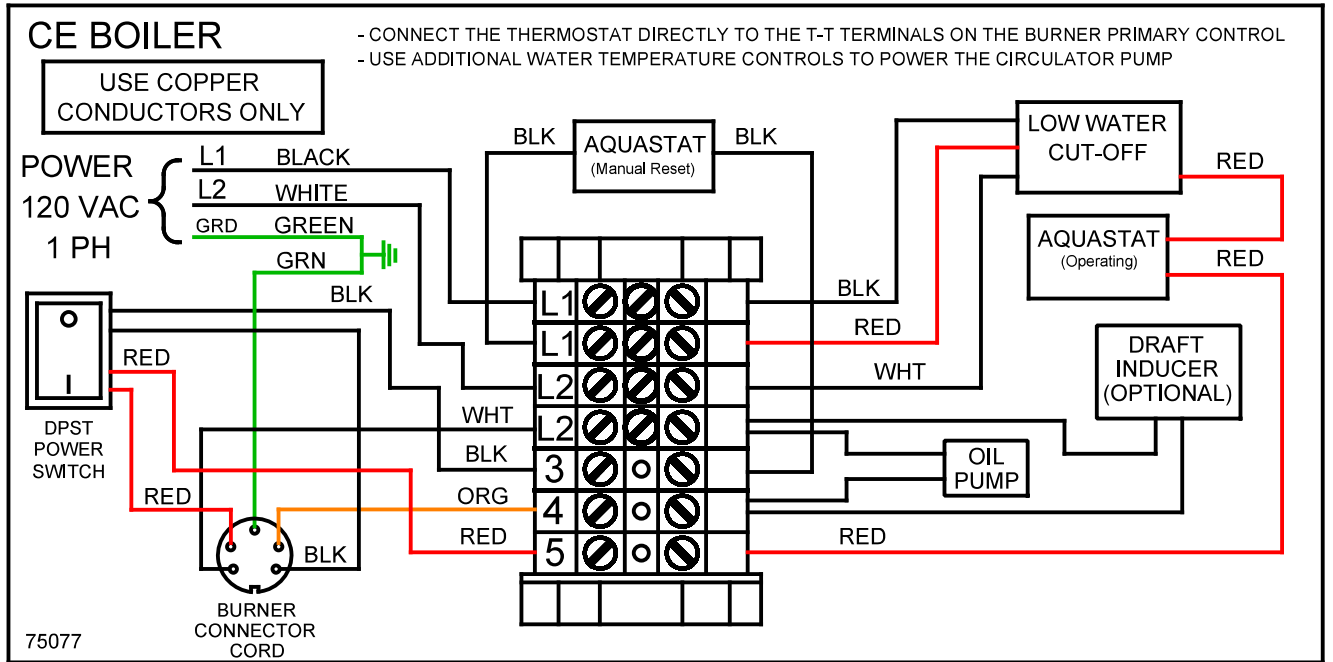 CE BOILER
- CONNECT THE THERMOSTAT DIRECTLY TO THE T-T TERMINALS ON THE BURNER PRIMARY CONTROL
- USE ADDITIONAL WATER TEMPERATURE CONTROLS TO POWER THE CIRCULATOR PUMP
USE COPPER
CONDUCTORS ONLY
POWER
120 VAC
1 PH
L1
BLACK
L2
WHITE
GRD
GREEN
GRN
BLK
AQUASTAT
(Manual Reset)
BLK
LOW WATER
CUT-OFF
RED
AQUASTAT
(Operating)
RED
BLK
RED
WHT
DRAFT
INDUCER
(OPTIONAL)
OIL
PUMP
RED
BLK
RED
DPST
POWER
SWITCH
WHT
BLK
ORG
RED
RED
BLK
L1
L1
L2
L2
3
4
5
BURNER
CONNECTOR
CORD
75077